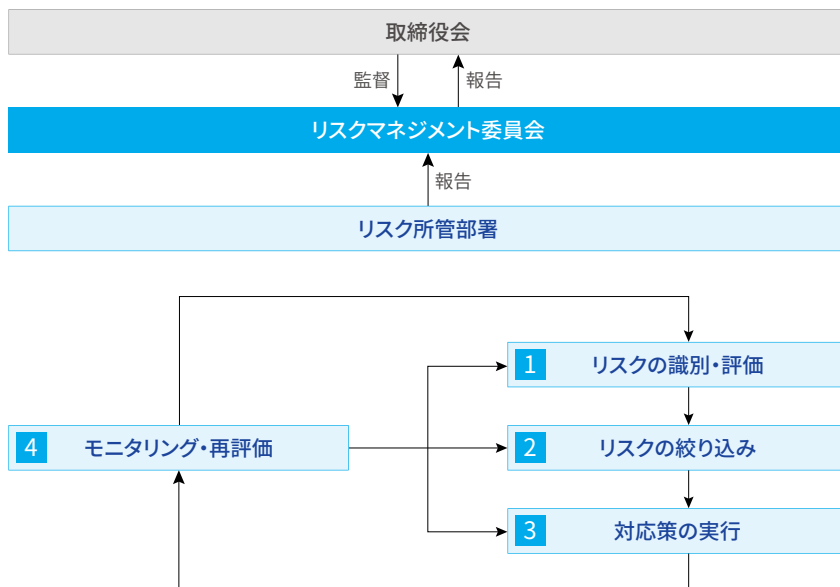 取締役会
監督
報告
リスクマネジメント委員会
報告
リスク所管部署
1 リスクの識別・評価
4 モニタリング・再評価
2 リスクの絞り込み
3 対応策の実行